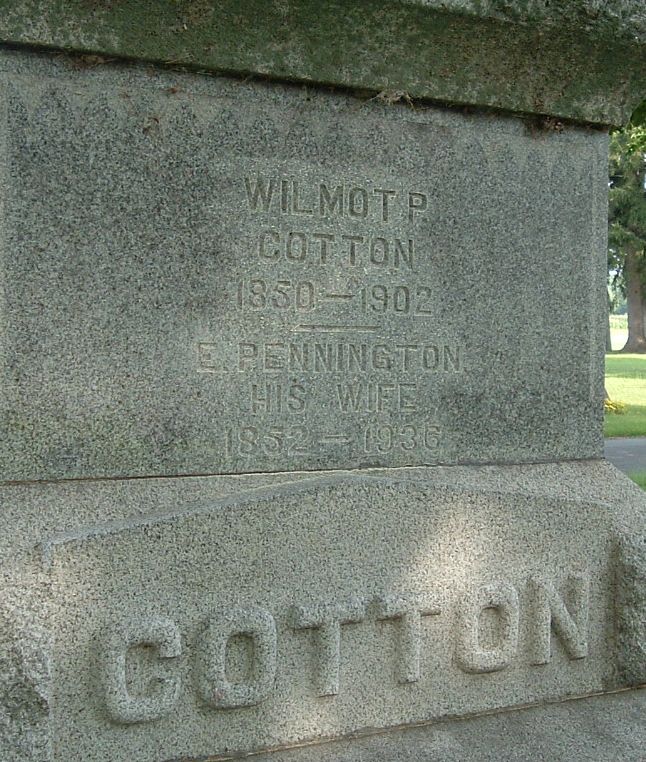 WILMOT P
COTTON
1850-1902
E. PENNINGTON
HIS WIFE
1852-1936
COTTON